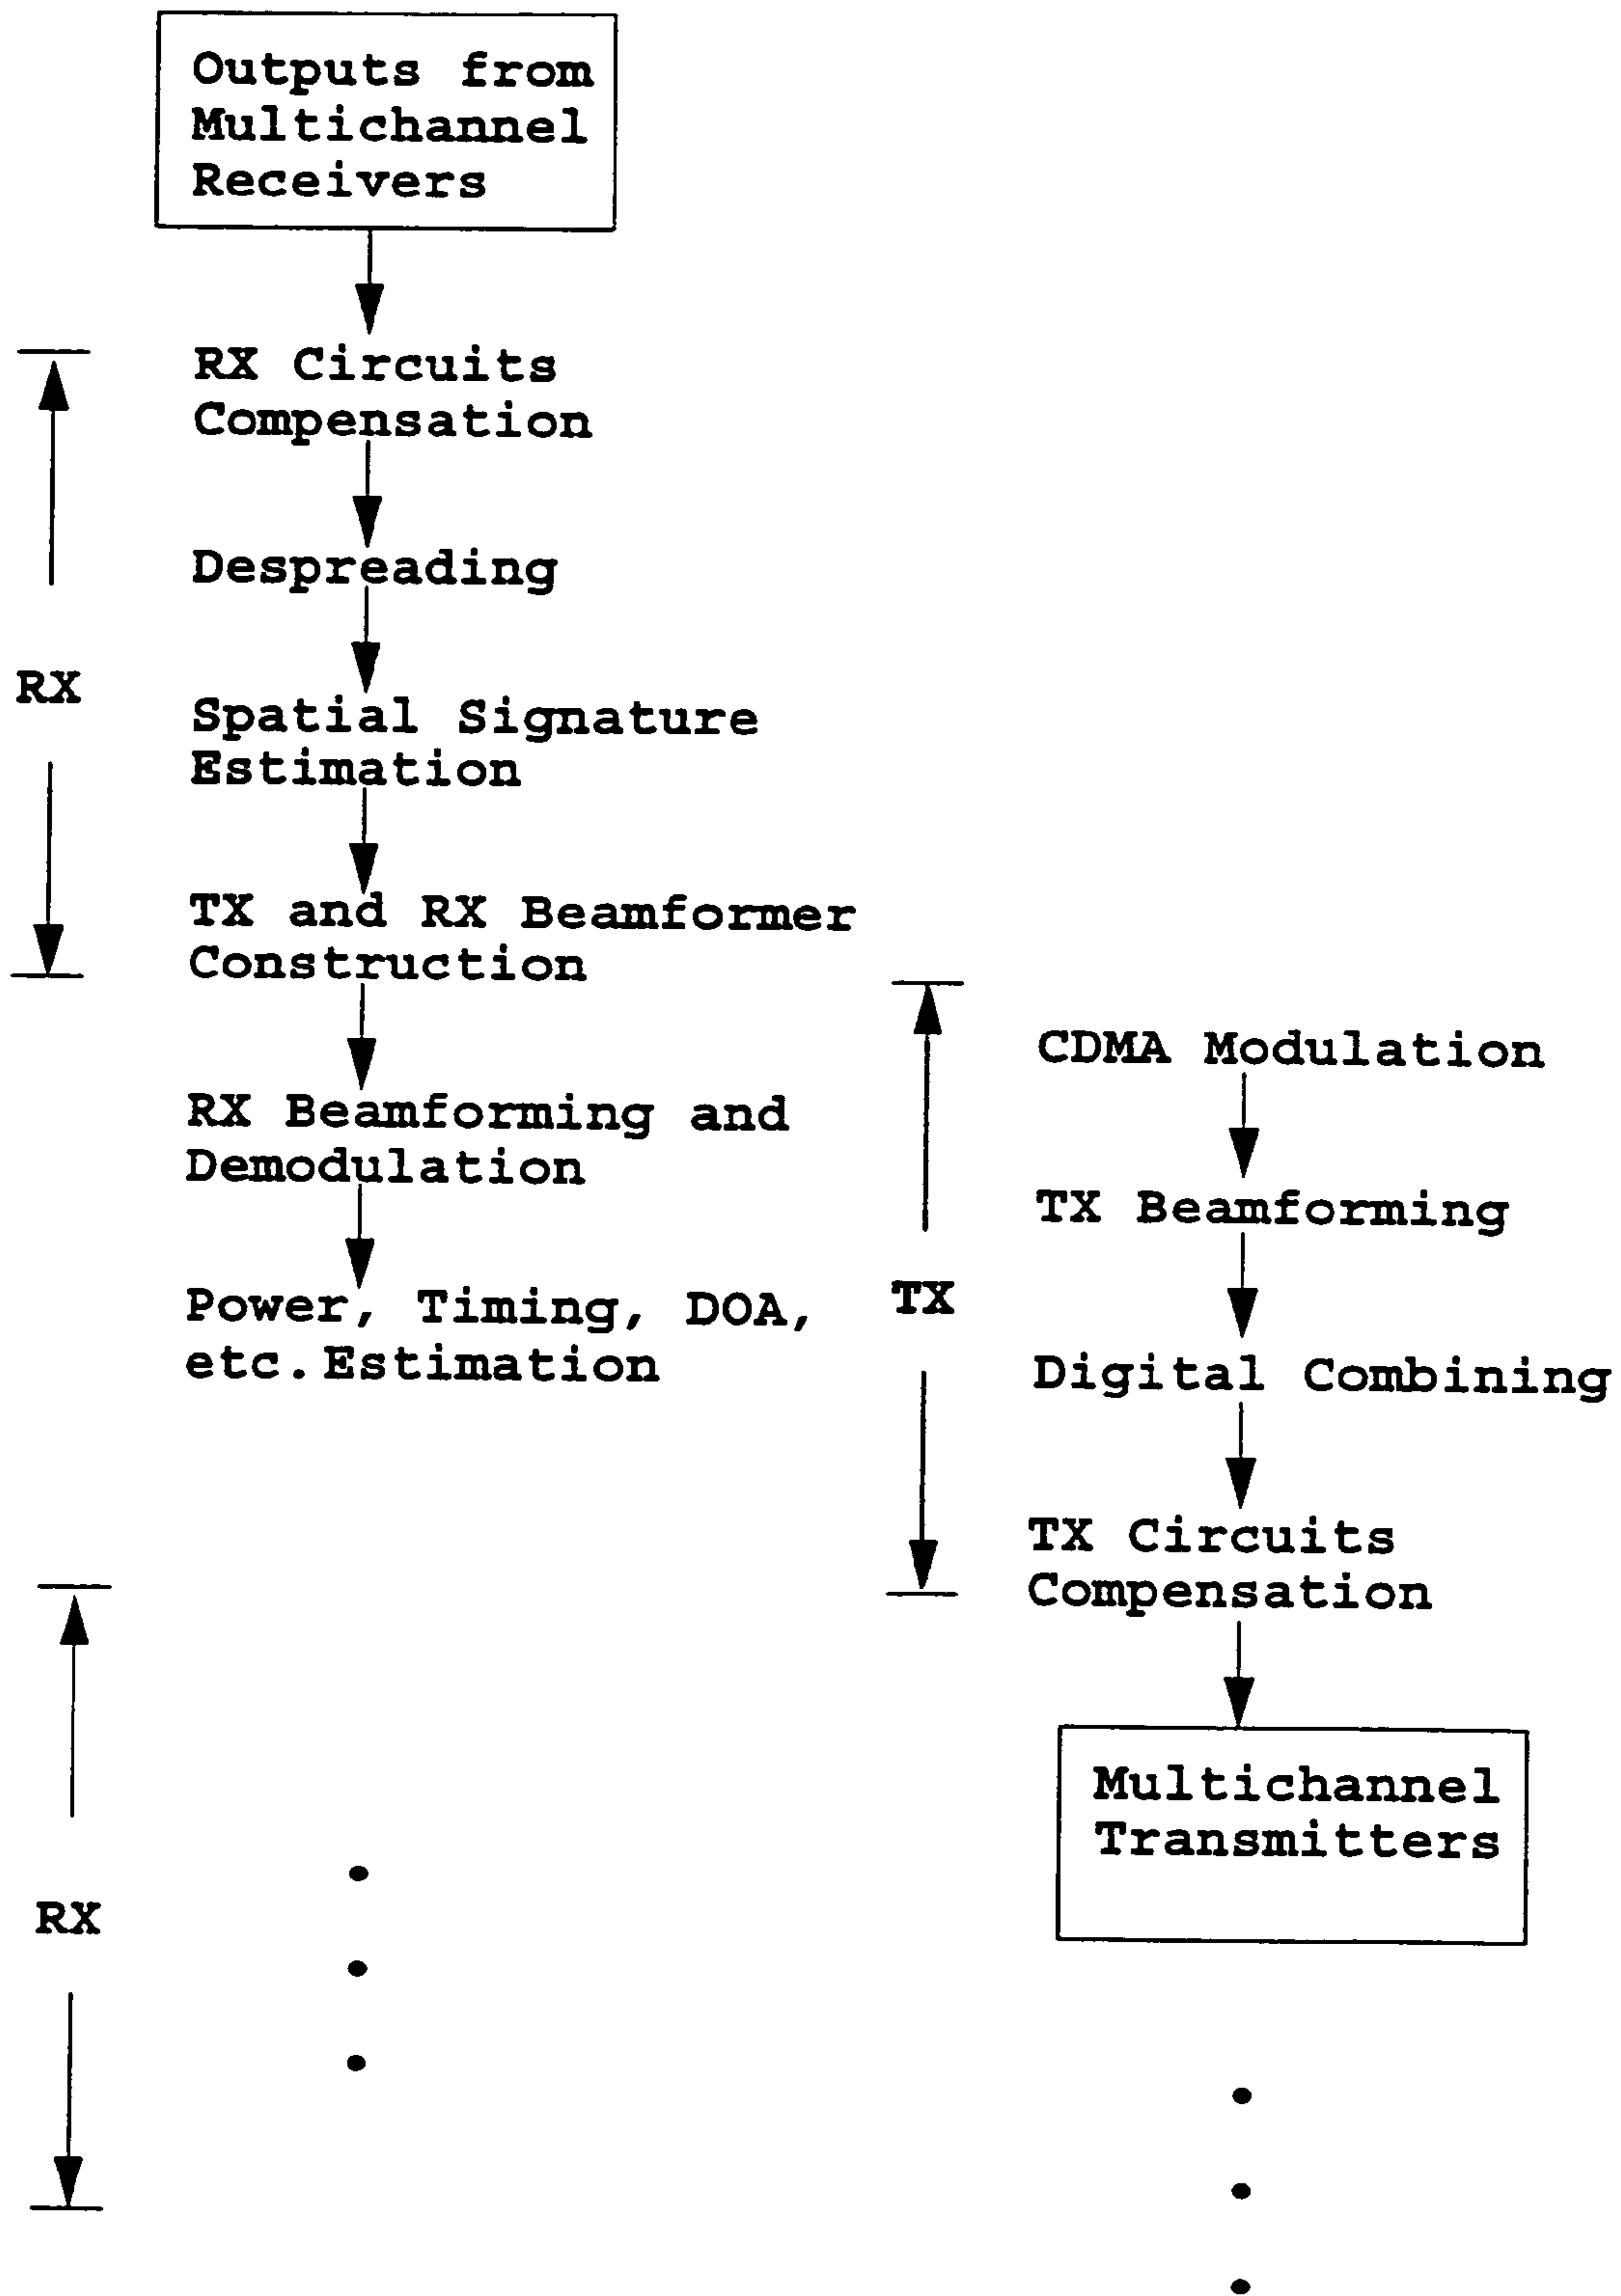 Outputs from
Multichannel
Receivers
RX Circuits
Compensation
Despreading
RX
Spatial Signature
Estimation
TX and RX Beamformer
Construction
RX Beamforming and
Demodulation
Power, Timing, DOA,
etc.Estimation
CDMA Modulation
TX Beamforming
TX
Digital Combining
TX Circuits
Compensation
Multichannel
Transmitters
RX